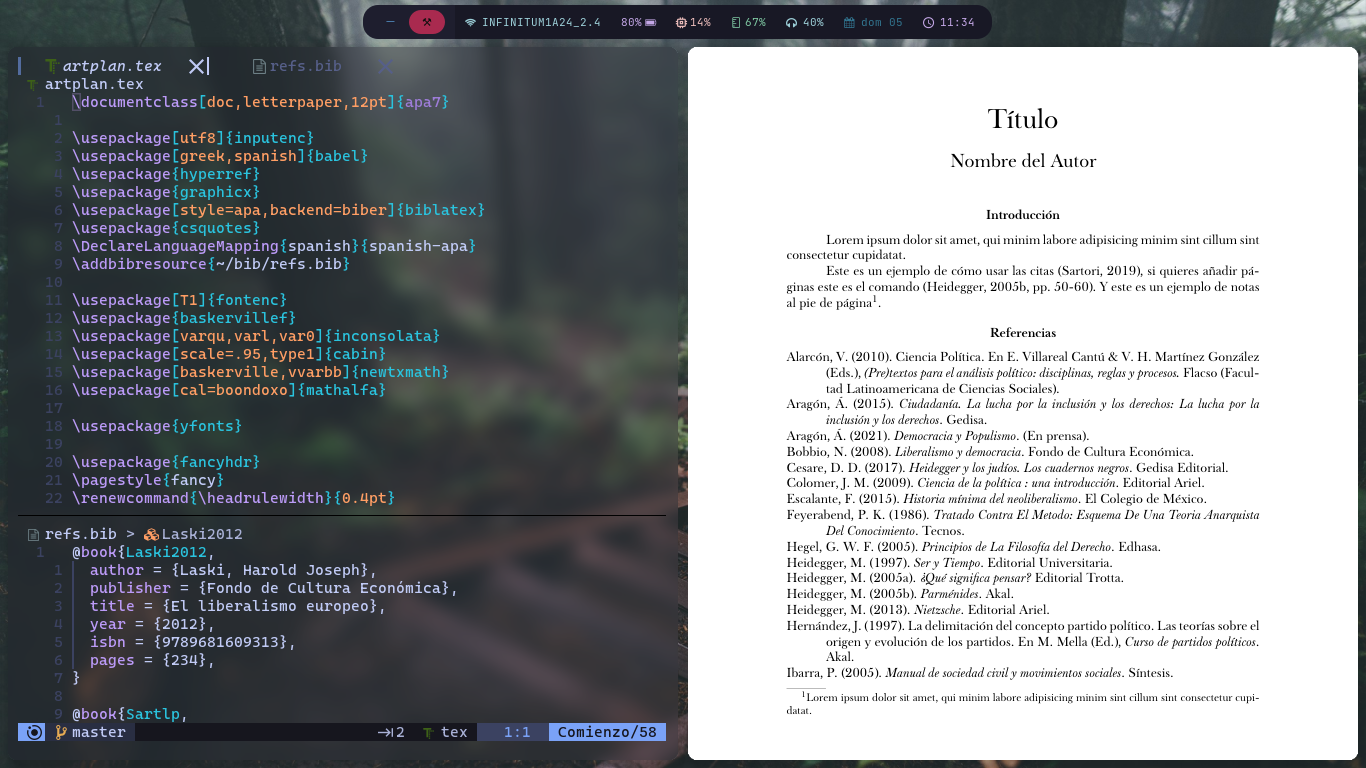 INFINITUM1A24_2.4 80% 14% 67% 40% dom 05 11:34
artplan.tex refs.bib
artplan.tex
1 \documentclass[doc,letterpaper,12pt]{apa7}
1
2 \usepackage[utf8]{inputenc}
3 \usepackage[greek,spanish]{babel}
4 \usepackage{hyperref}
5 \usepackage{graphicx}
6 \usepackage[style=apa,backend=biber]{biblatex}
7 \usepackage{csquotes}
8 \DeclareLanguageMapping{spanish}{spanish-apa}
9 \addbibresource{~/bib/refs.bib}
10
11 \usepackage[T1]{fontenc}
12 \usepackage{baskervillef}
13 \usepackage[varqu,varl,var0]{inconsolata}
14 \usepackage[scale=.95,type1]{cabin}
15 \usepackage[baskerville,vvarbb]{newtxmath}
16 \usepackage[cal=boondoxo]{mathalfa}
17
18 \usepackage{yfonts}
19
20 \usepackage{fancyhdr}
21 \pagestyle{fancy}
22 \renewcommand{\headrulewidth}{0.4pt}
refs.bib > Laski2012
1 @book{Laski2012,
1 author = {Laski, Harold Joseph},
2 publisher = {Fondo de Cultura Económica},
3 title = {El liberalismo europeo},
4 year = {2012},
5 isbn = {9789681609313},
6 pages = {234},
7 }
8
9 @book{Sartlp,
master 2 tex 1:1 Comienzo/58
Título
Nombre del Autor
Introducción
Lorem ipsum dolor sit amet, qui minim labore adipisicing minim sint cillum sint
consectetur cupidatat.
Este es un ejemplo de cómo usar las citas (Sartori, 2019), si quieres añadir pá-
ginas este es el comando (Heidegger, 2005b, pp. 50-60). Y este es un ejemplo de notas
al pie de página1.
Referencias
Alarcón, V. (2010). Ciencia Política. En E. Villareal Cantú & V. H. Martínez González
(Eds.), (Pre)textos para el análisis político: disciplinas, reglas y procesos. Flacso (Facul-
tad Latinoamericana de Ciencias Sociales).
Aragón, Á. (2015). Ciudadanía. La lucha por la inclusión y los derechos: La lucha por la
inclusión y los derechos. Gedisa.
Aragón, Á. (2021). Democracia y Populismo. (En prensa).
Bobbio, N. (2008). Liberalismo y democracia. Fondo de Cultura Económica.
Cesare, D. D. (2017). Heidegger y los judíos. Los cuadernos negros. Gedisa Editorial.
Colomer, J. M. (2009). Ciencia de la política : una introducción. Editorial Ariel.
Escalante, F. (2015). Historia mínima del neoliberalismo. El Colegio de México.
Feyerabend, P. K. (1986). Tratado Contra El Metodo: Esquema De Una Teoria Anarquista
Del Conocimiento. Tecnos.
Hegel, G. W. F. (2005). Principios de La Filosofía del Derecho. Edhasa.
Heidegger, M. (1997). Ser y Tiempo. Editorial Universitaria.
Heidegger, M. (2005a). ¿Qué significa pensar? Editorial Trotta.
Heidegger, M. (2005b). Parménides. Akal.
Heidegger, M. (2013). Nietzsche. Editorial Ariel.
Hernández, J. (1997). La delimitación del concepto partido político. Las teorías sobre el
origen y evolución de los partidos. En M. Mella (Ed.), Curso de partidos políticos.
Akal.
Ibarra, P. (2005). Manual de sociedad civil y movimientos sociales. Síntesis.
1Lorem ipsum dolor sit amet, qui minim labore adipisicing minim sint cillum sint consectetur cupi-
datat.